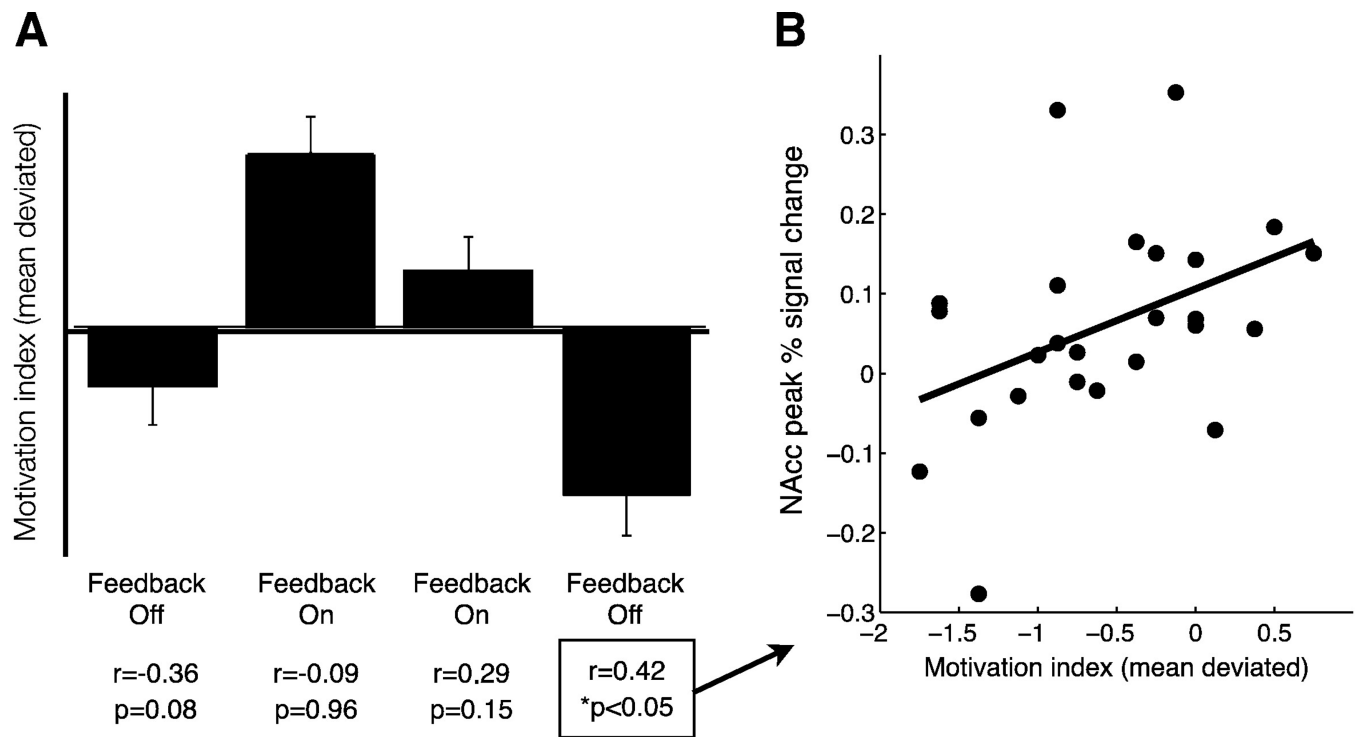 A
Motivation index (mean deviated)
Feedback Off
Feedback On
Feedback On
Feedback Off
r=-0.36
p=0.08
r=-0.09
p=0.96
r=0.29
p=0.15
r=0.42
*p<0.05
B
NAcc peak % signal change
0.3
0.2
0.1
0
−0.1
−0.2
−0.3
−2
−1.5
−1
−0.5
0
0.5
Motivation index (mean deviated)